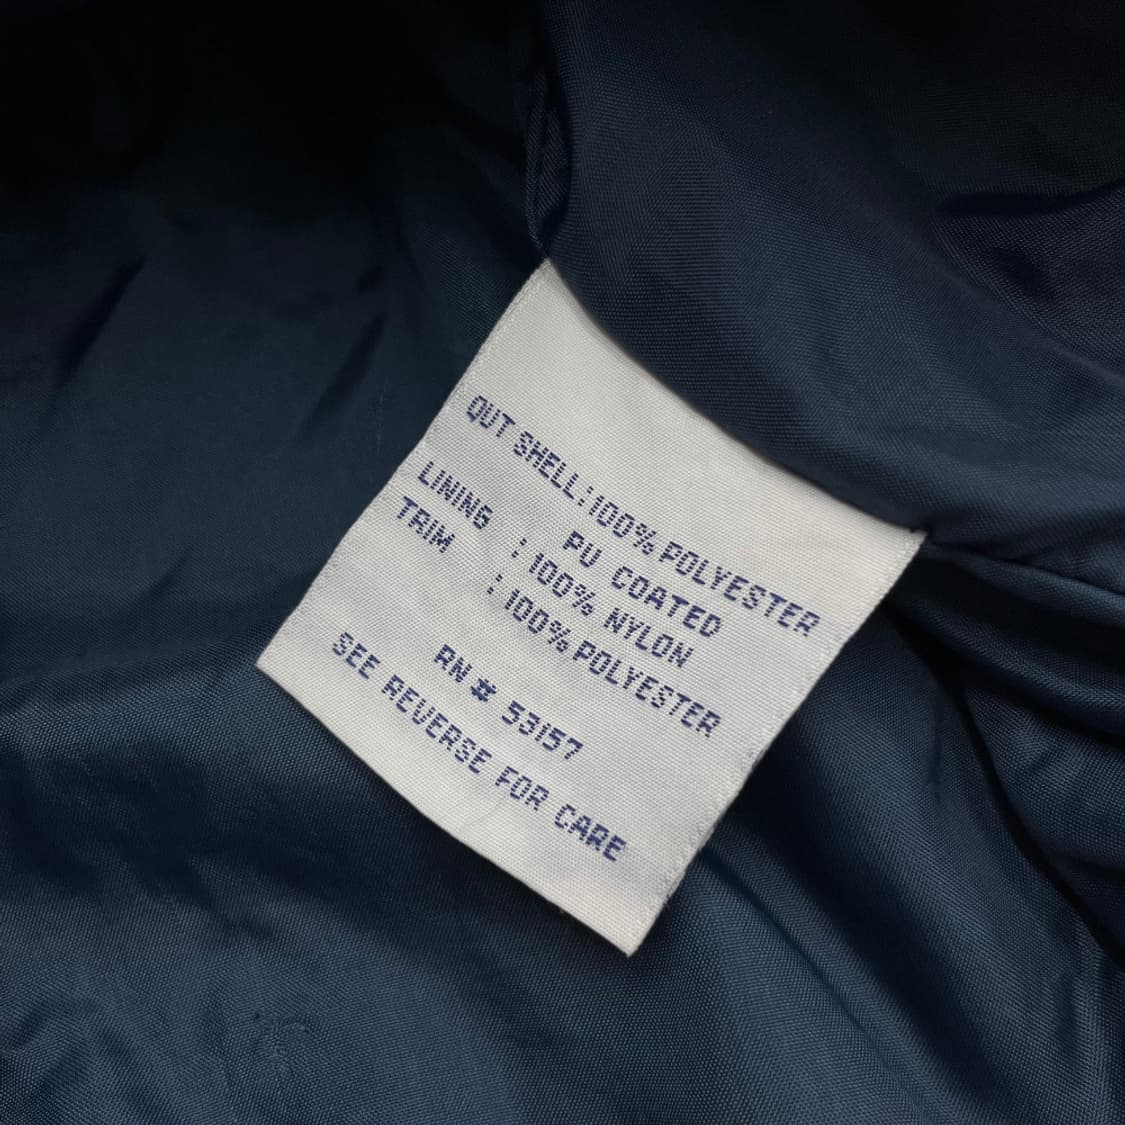 OUT SHELL:100% POLYESTER
PU COATED
LINING : 100% NYLON
TRIM : 100% POLYESTER
RN # 53157
SEE REVERSE FOR CARE